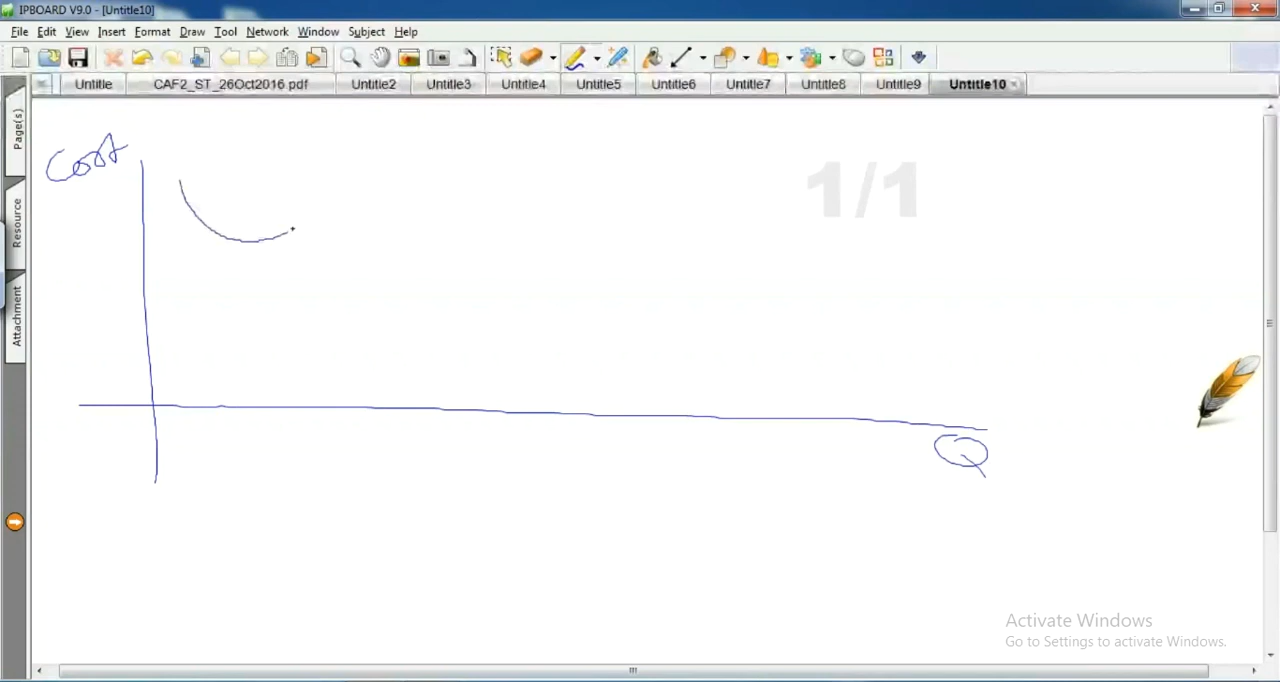 IPBOARD V9.0 - [Untitle10]
File Edit View Insert Format Draw Tool Network Window Subject Help
Untitle CAF2_ST_26Oct2016 pdf Untitle2 Untitle3 Untitle4 Untitle5 Untitle6 Untitle7 Untitle8 Untitle9 Untitle10
Page(s)
Resource
Attachment
Cost
1/1
Q
Activate Windows
Go to Settings to activate Windows.